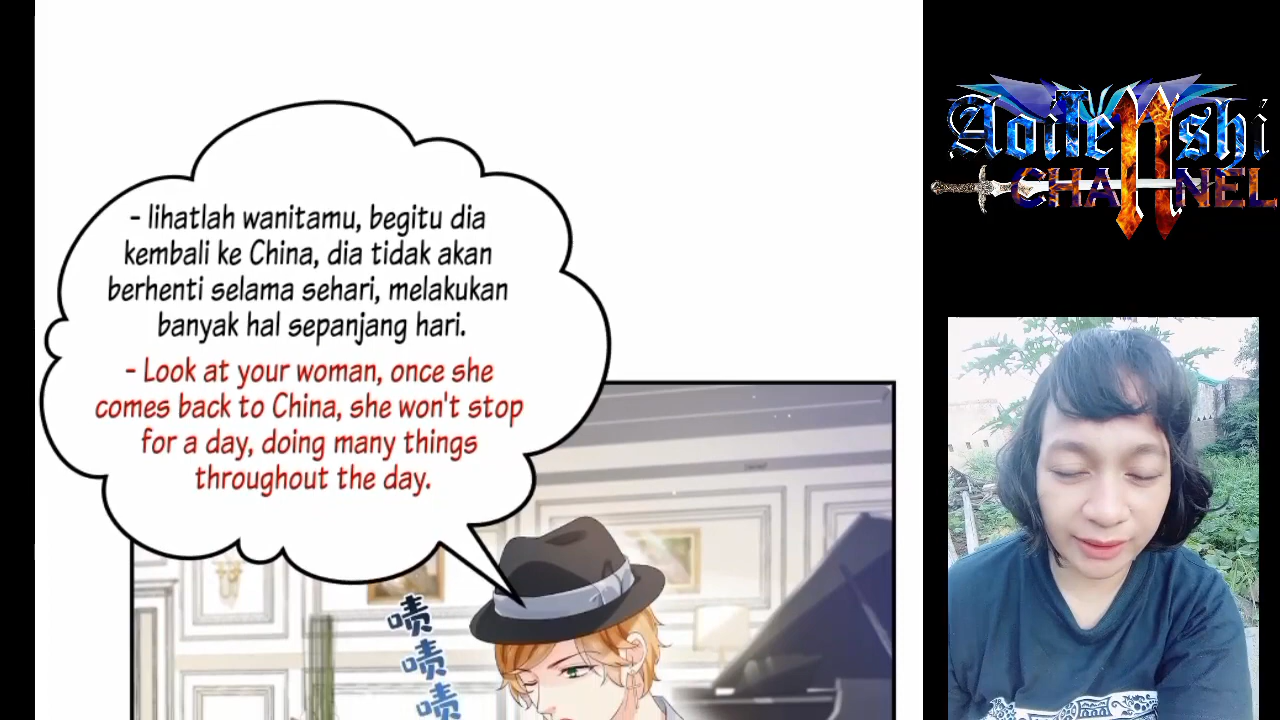 - lihatlah wanitamu, begitu dia
kembali ke China, dia tidak akan
berhenti selama sehari, melakukan
banyak hal sepanjang hari.
- Look at your woman, once she
comes back to China, she won't stop
for a day, doing many things
throughout the day.
啧
啧
啧
AoiTenshi
CHANNEL